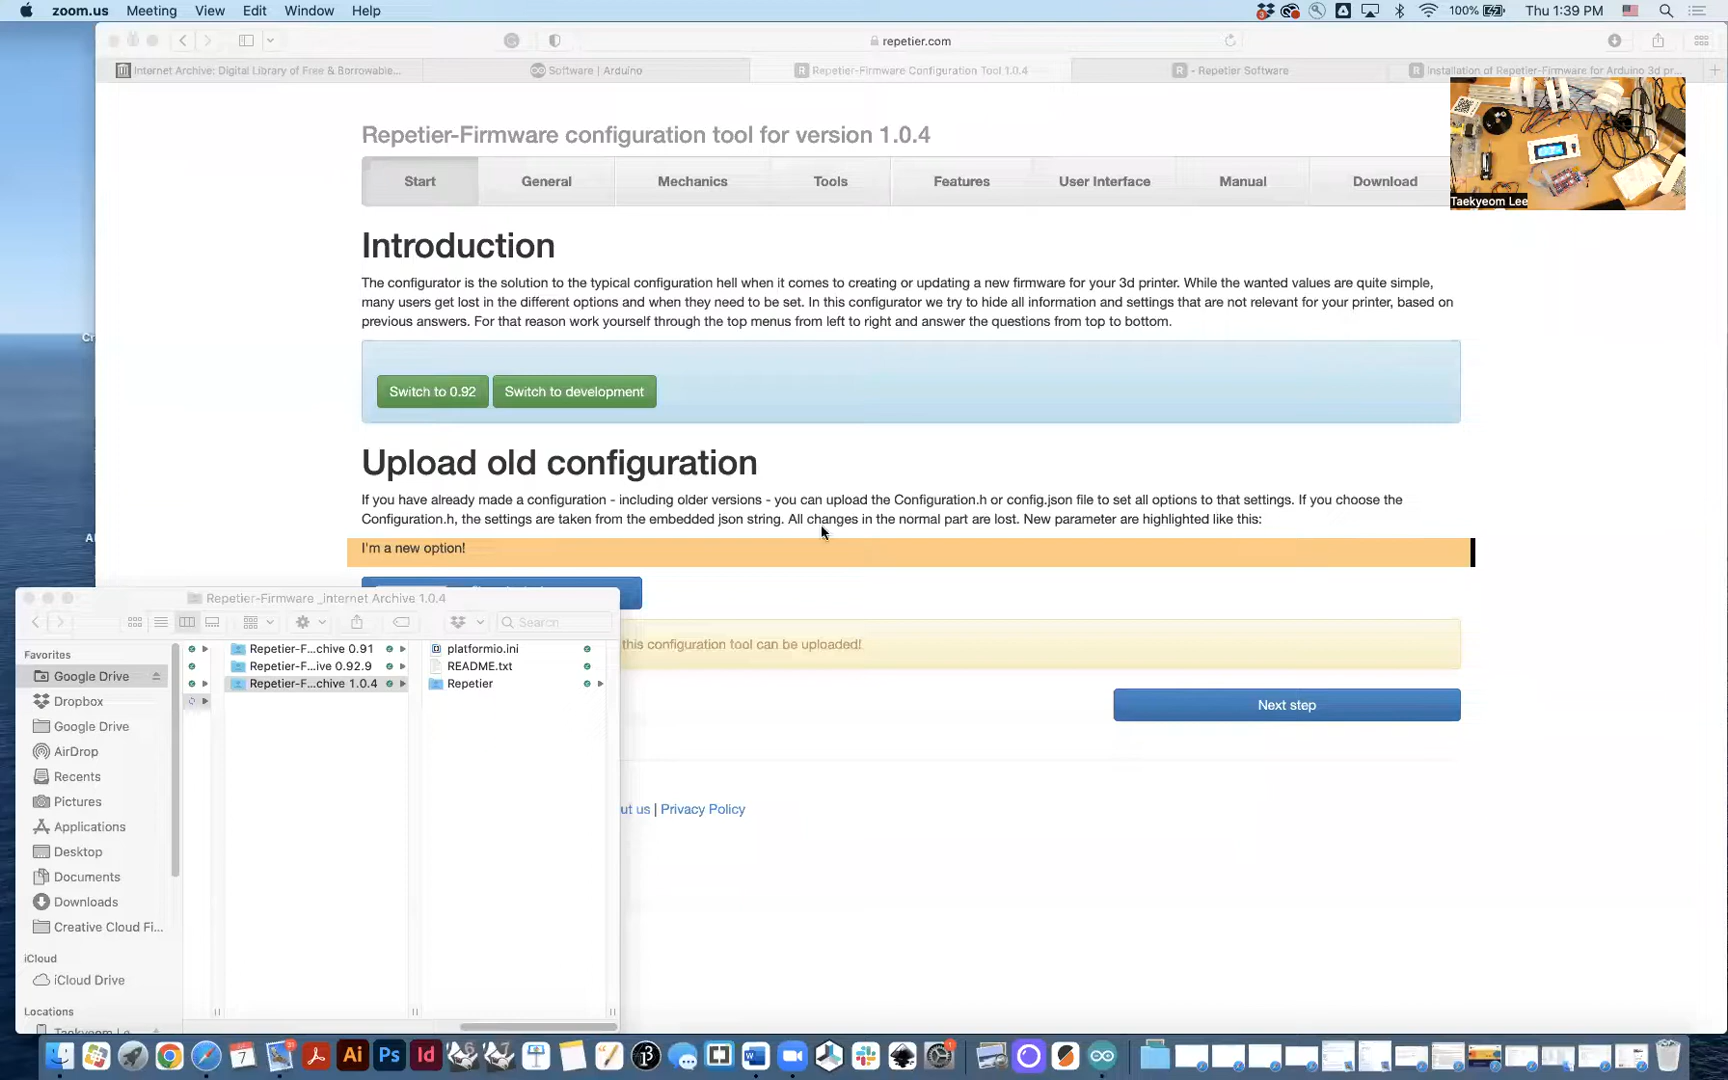 zoom.us Meeting View Edit Window Help 100% Thu 1:39 PM
repetier.com
Internet Archive: Digital Library of Free & Borrowable...
Software | Arduino
Repetier-Firmware Configuration Tool 1.0.4
- Repetier Software
Installation of Repetier-Firmware for Arduino 3d pr...
Repetier-Firmware configuration tool for version 1.0.4
Start General Mechanics Tools Features User Interface Manual Download
Taekyeom Lee
Introduction
The configurator is the solution to the typical configuration hell when it comes to creating or updating a new firmware for your 3d printer. While the wanted values are quite simple,
many users get lost in the different options and when they need to be set. In this configurator we try to hide all information and settings that are not relevant for your printer, based on
previous answers. For that reason work yourself through the top menus from left to right and answer the questions from top to bottom.
Switch to 0.92 Switch to development
Upload old configuration
If you have already made a configuration - including older versions - you can upload the Configuration.h or config.json file to set all options to that settings. If you choose the
Configuration.h, the settings are taken from the embedded json string. All changes in the normal part are lost. New parameter are highlighted like this:
I'm a new option!
this configuration tool can be uploaded!
Next step
ut us | Privacy Policy
Repetier-Firmware _internet Archive 1.0.4
Search
Favorites
Google Drive
Dropbox
Google Drive
AirDrop
Recents
Pictures
Applications
Desktop
Documents
Downloads
Creative Cloud Fi...
iCloud
iCloud Drive
Locations
Taekyeom Le
Repetier-F...chive 0.91
Repetier-F...ive 0.92.9
Repetier-F...chive 1.0.4
platformio.ini
README.txt
Repetier